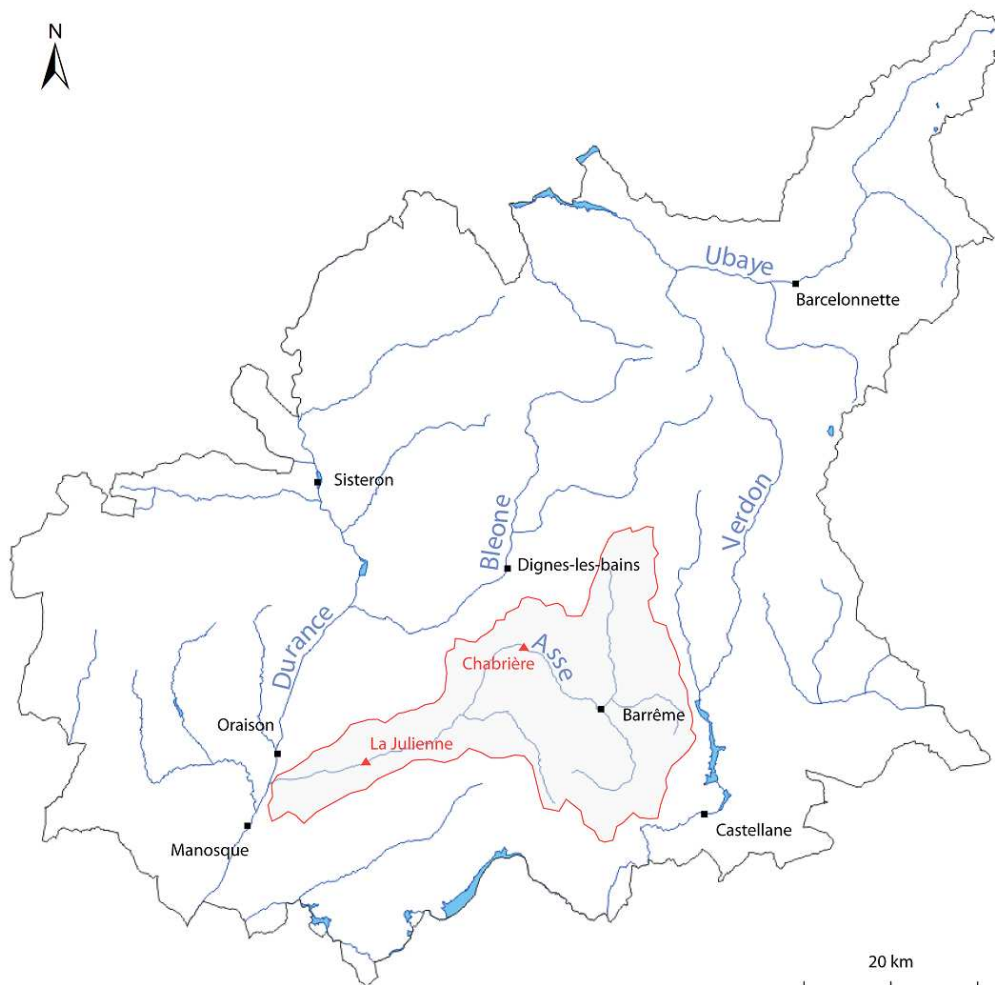 N
Ubaye
Barcelonnette
Sisteron
Verdon
Bleone
Dignes-les-bains
Durance
Asse
Chabrière
Barrême
Oraison
La Julienne
Castellane
Manosque
20 km